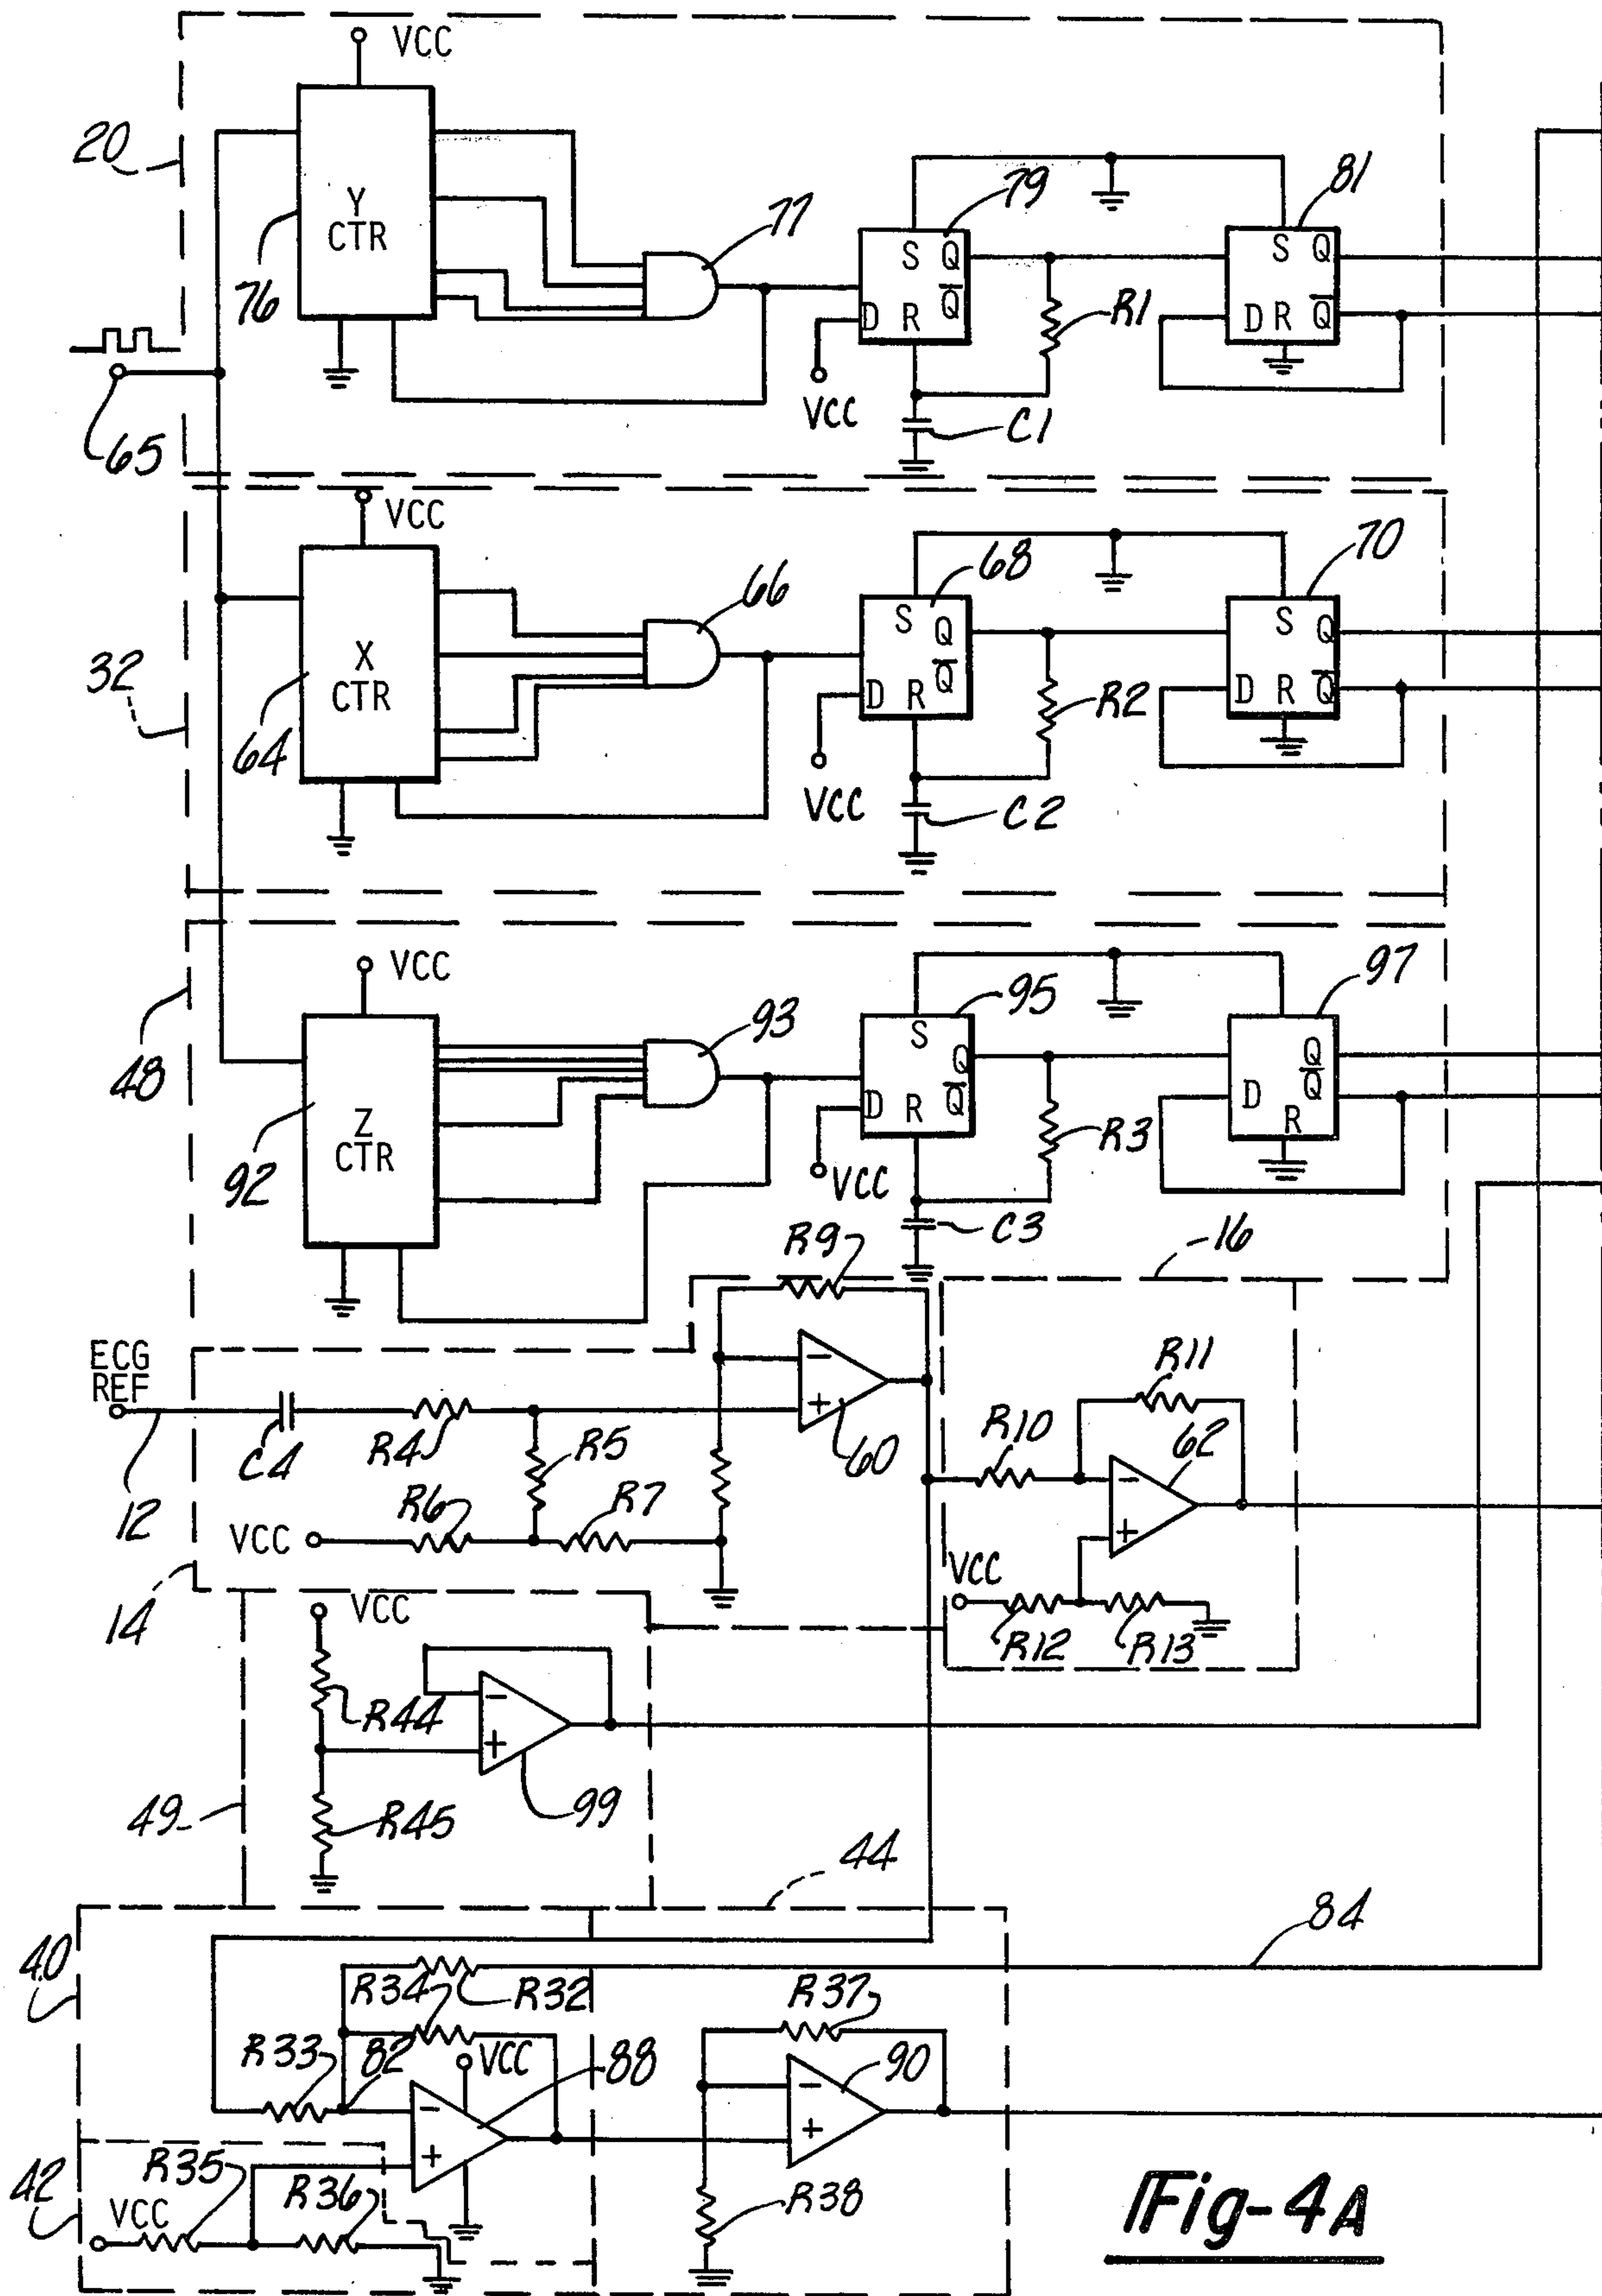 VCC
20
Y
CTR
76
77
79
S Q
D R Q̅
81
S Q
D R Q̅
R1
VCC
C1
65
VCC
32
X
CTR
64
66
68
S Q
D R Q̅
70
S Q
D R Q̅
R2
VCC
C2
VCC
48
Z
CTR
92
93
95
S Q
D R Q̅
97
Q
D Q̅
R
R3
VCC
C3
R9
16
ECG
REF
12
C4
R4
R5
R6
R7
VCC
14
− +
60
R10
R11
62
− +
VCC
R12
R13
VCC
R44
R45
− +
99
49
44
84
40
R34
R32
R33
82
VCC
88
− +
R37
90
− +
42
R35
R36
VCC
R38
Fig-4A